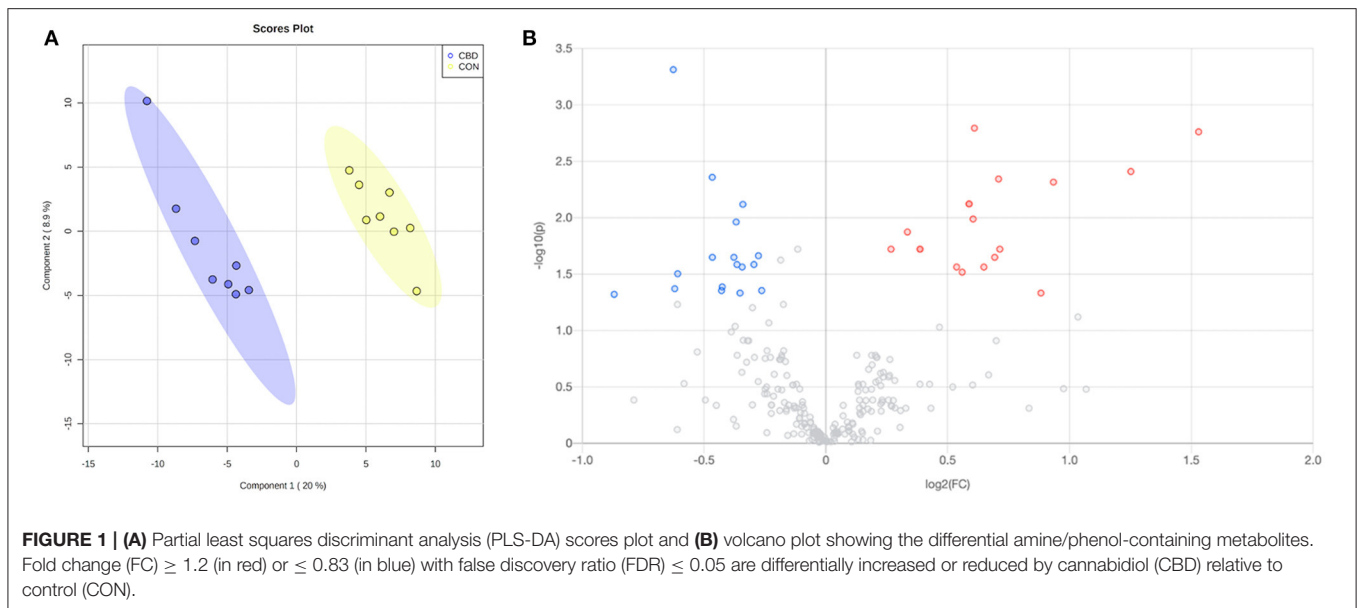 A
Scores Plot
CBD
CON
Component 2 ( 8.9 %)
10
5
0
-5
-10
-15
-15
-10
-5
0
5
10
Component 1 ( 20 %)
B
3.5
3.0
2.5
2.0
1.5
1.0
0.5
0
-log10(p)
-1.0
-0.5
0
0.5
1.0
1.5
2.0
log2(FC)
FIGURE 1 | (A) Partial least squares discriminant analysis (PLS-DA) scores plot and (B) volcano plot showing the differential amine/phenol-containing metabolites.
Fold change (FC) ≥ 1.2 (in red) or ≤ 0.83 (in blue) with false discovery ratio (FDR) ≤ 0.05 are differentially increased or reduced by cannabidiol (CBD) relative to
control (CON).